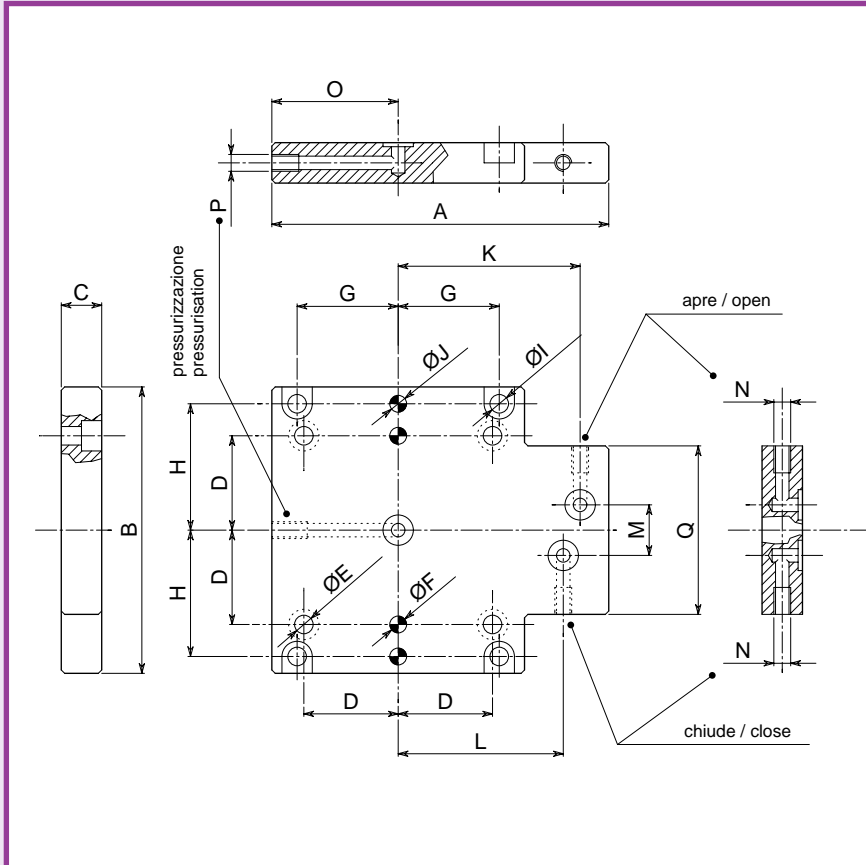 O
P
A
K
C
G
G
apre / open
pressurizzazione
pressurisation
ØJ
ØI
N
H
D
B
M
Q
H
D
ØE
ØF
N
D
D
L
chiude / close